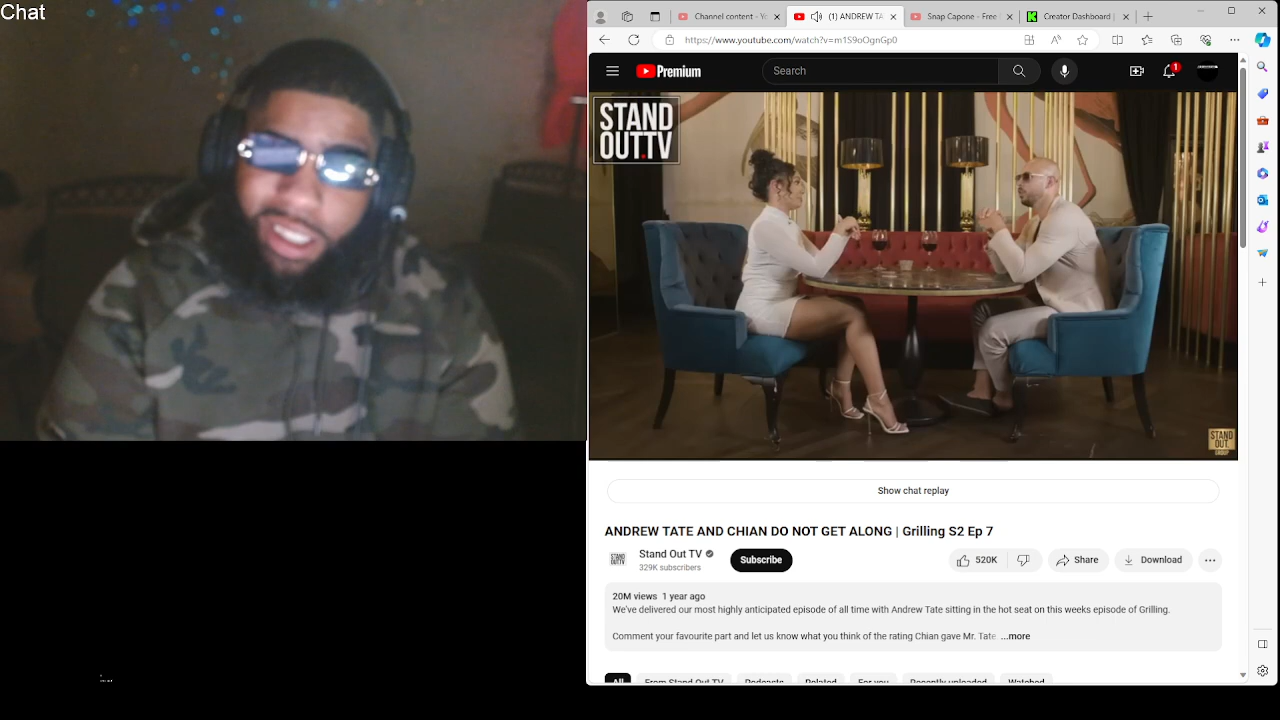 Chat
Channel content - Yo
(1) ANDREW TA
Snap Capone - Free
Creator Dashboard |
https://www.youtube.com/watch?v=m1S9oOgnGp0
Premium
Search
1
STAND
OUT.TV
STAND
OUT.
GROUP
Show chat replay
ANDREW TATE AND CHIAN DO NOT GET ALONG | Grilling S2 Ep 7
Stand Out TV
329K subscribers
Subscribe
520K
Share
Download
20M views 1 year ago
We've delivered our most highly anticipated episode of all time with Andrew Tate sitting in the hot seat on this weeks episode of Grilling.
Comment your favourite part and let us know what you think of the rating Chian gave Mr. Tate ...more
All From Stand Out TV Podcasts Related For you Recently uploaded Watched